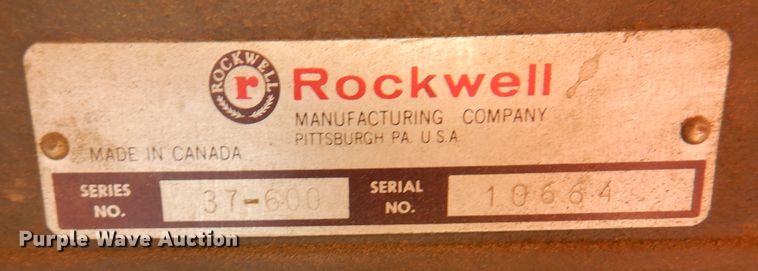 ROCKWELL
r
Rockwell
MANUFACTURING COMPANY
PITTSBURGH PA. U.S.A.
MADE IN CANADA
SERIES NO. 37-600 SERIAL NO. 10664
Purple Wave Auction